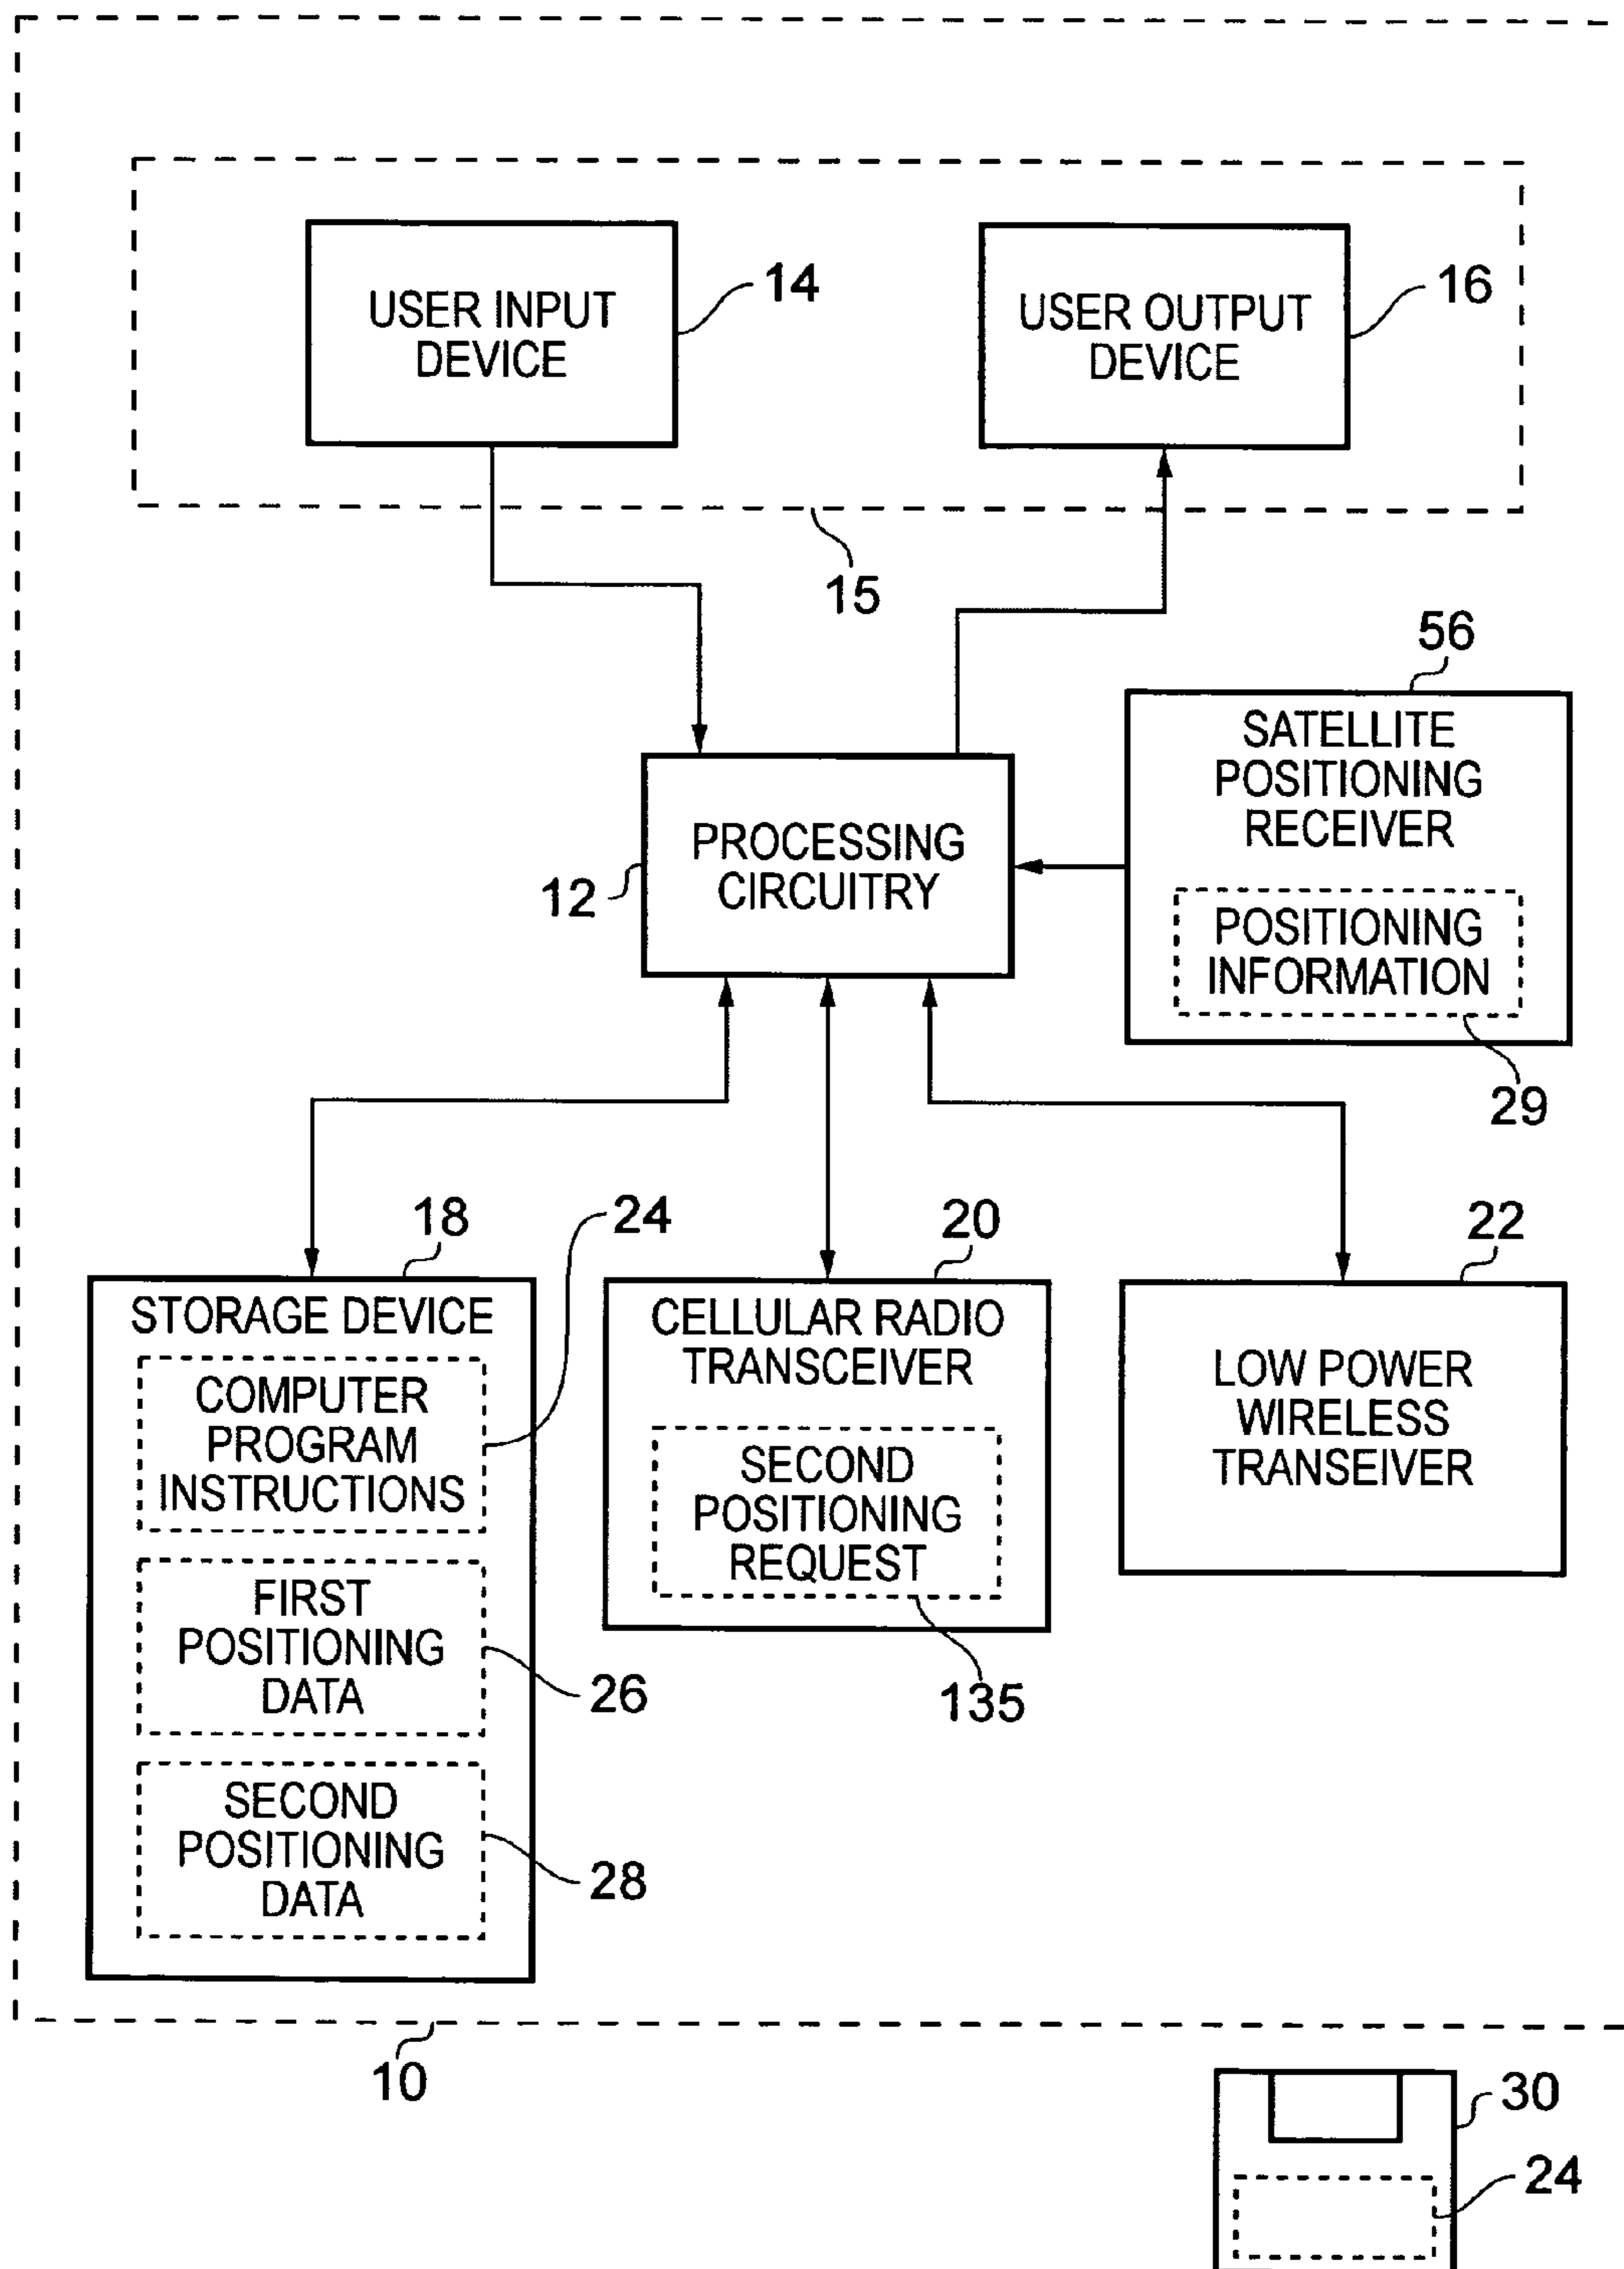 USER INPUT
DEVICE
14
USER OUTPUT
DEVICE
16
15
56
SATELLITE
POSITIONING
RECEIVER
POSITIONING
INFORMATION
29
PROCESSING
CIRCUITRY
12
18
24
STORAGE DEVICE
COMPUTER
PROGRAM
INSTRUCTIONS
FIRST
POSITIONING
DATA
26
SECOND
POSITIONING
DATA
28
20
CELLULAR RADIO
TRANSCEIVER
SECOND
POSITIONING
REQUEST
135
22
LOW POWER
WIRELESS
TRANSEIVER
10
30
24